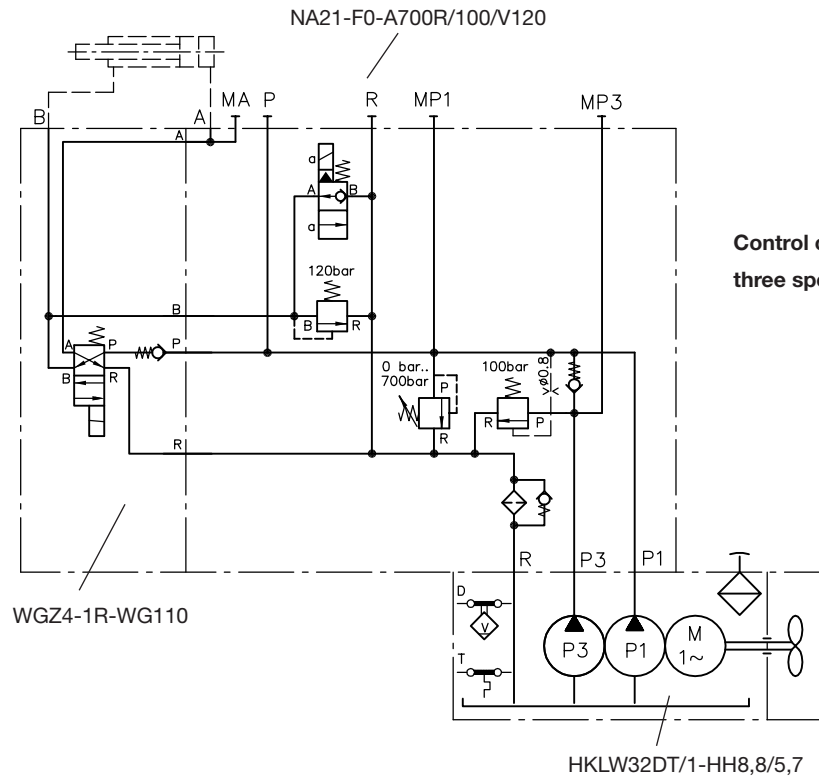 NA21-F0-A700R/100/V120
B
A
MA
P
R
MP1
MP3
A
a
A
B
a
120bar
B
B
R
Control o
three spe
A
P
P
B
R
0 bar..
700bar
P
R
100bar
R
P
>ø0.8<
R
R
P3
P1
WGZ4-1R-WG110
D
V
T
P3
P1
M
1~
HKLW32DT/1-HH8,8/5,7